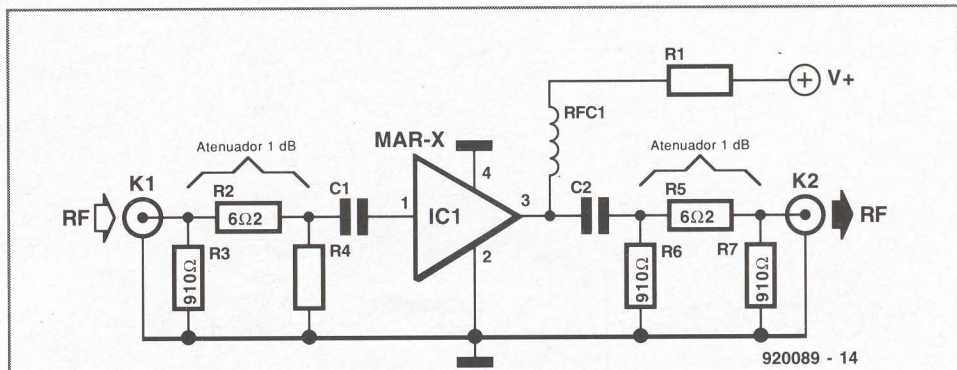 R1
V+
RFC1
Atenuador 1 dB
MAR-X
Atenuador 1 dB
K1
R2
C1
4
C2
R5
K2
RF
6Ω2
1
IC1
3
6Ω2
RF
R3
R4
2
R6
R7
910Ω
910Ω
910Ω
920089 - 14